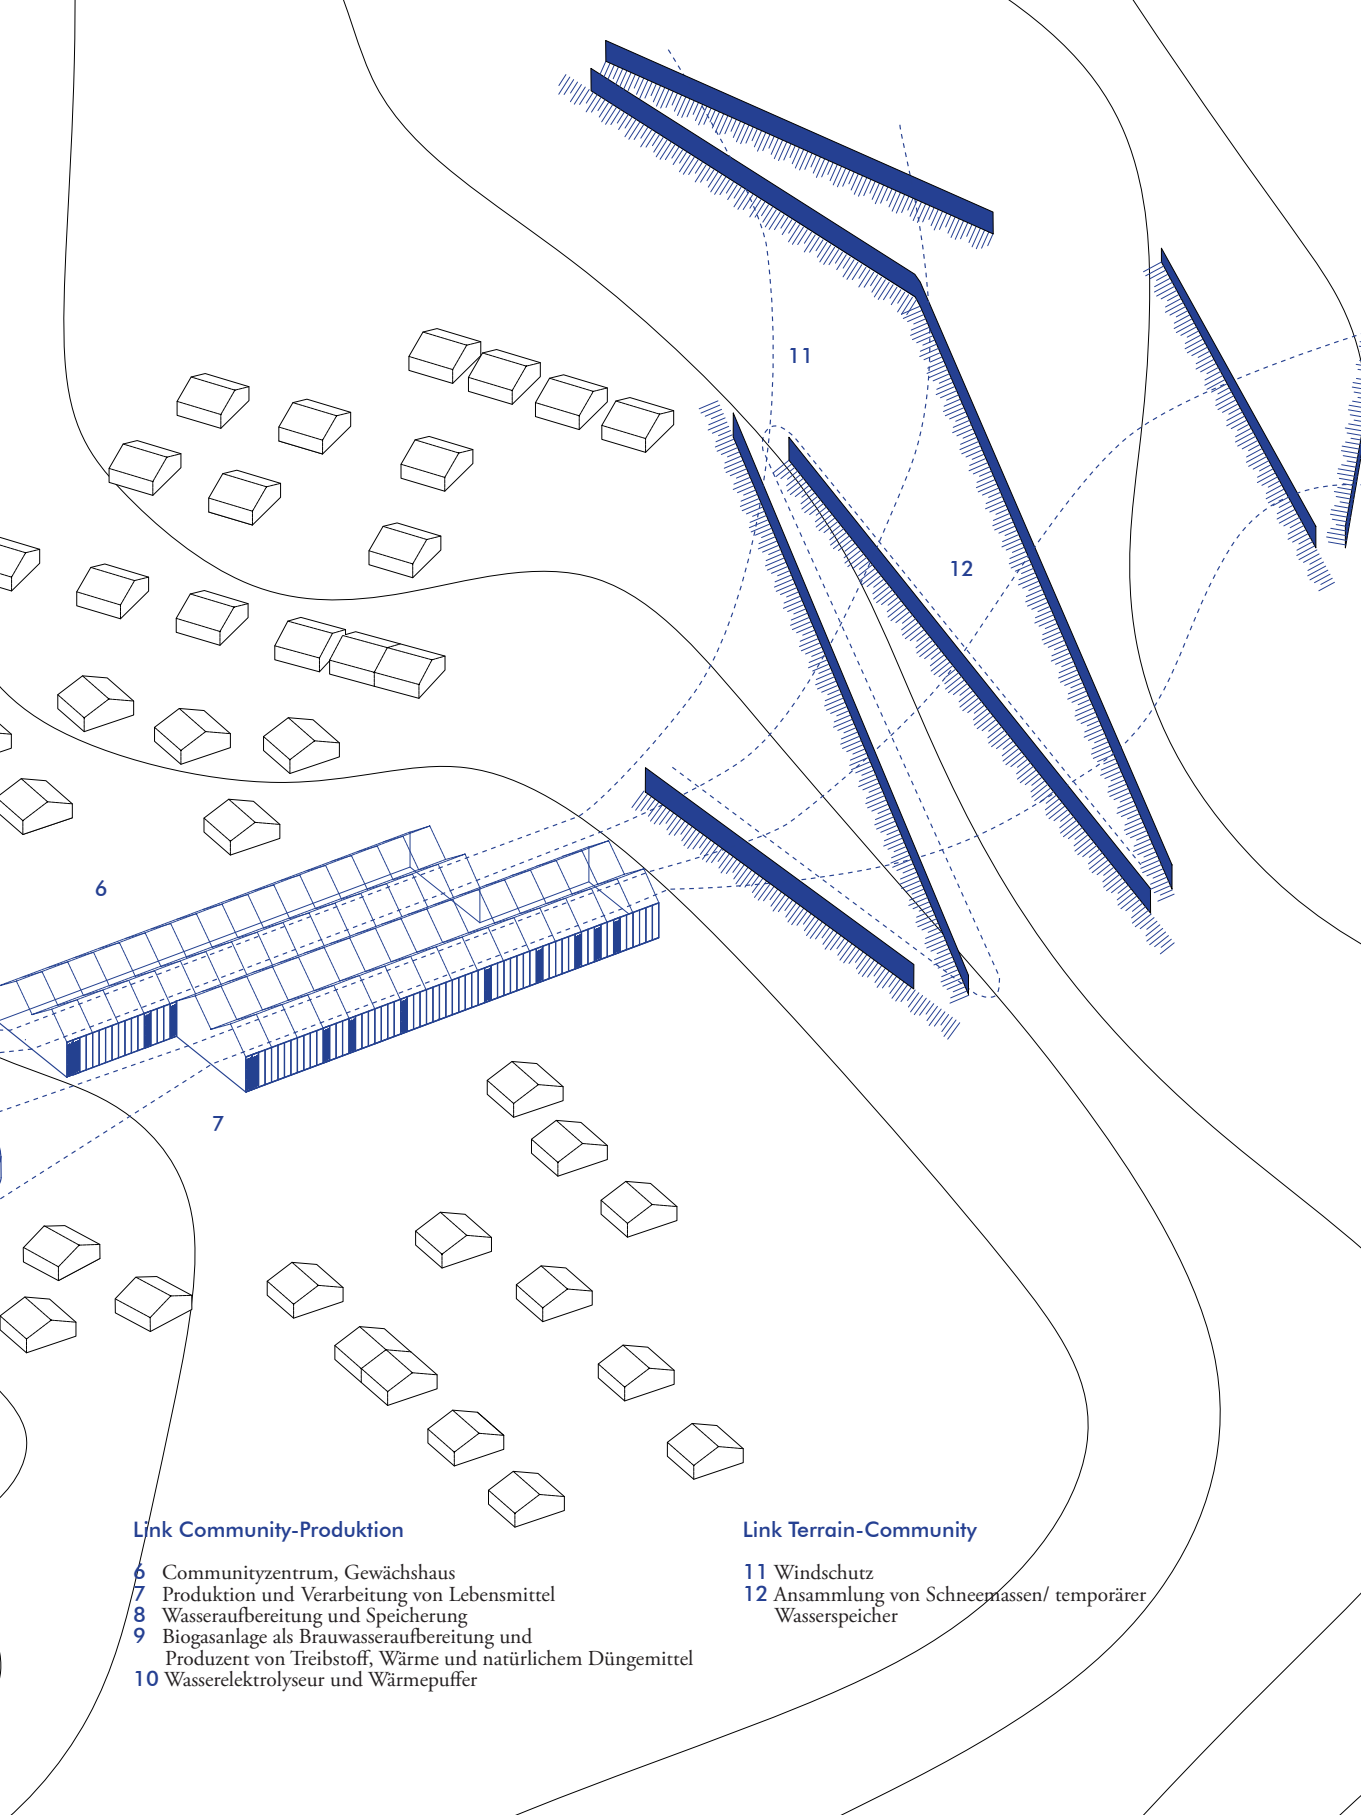 11
12
6
7
Link Community-Produktion
6 Communityzentrum, Gewächshaus
7 Produktion und Verarbeitung von Lebensmittel
8 Wasseraufbereitung und Speicherung
9 Biogasanlage als Brauwasseraufbereitung und
Produzent von Treibstoff, Wärme und natürlichem Düngemittel
10 Wasserelektrolyseur und Wärmepuffer
Link Terrain-Community
11 Windschutz
12 Ansammlung von Schneemassen/ temporärer
Wasserspeicher